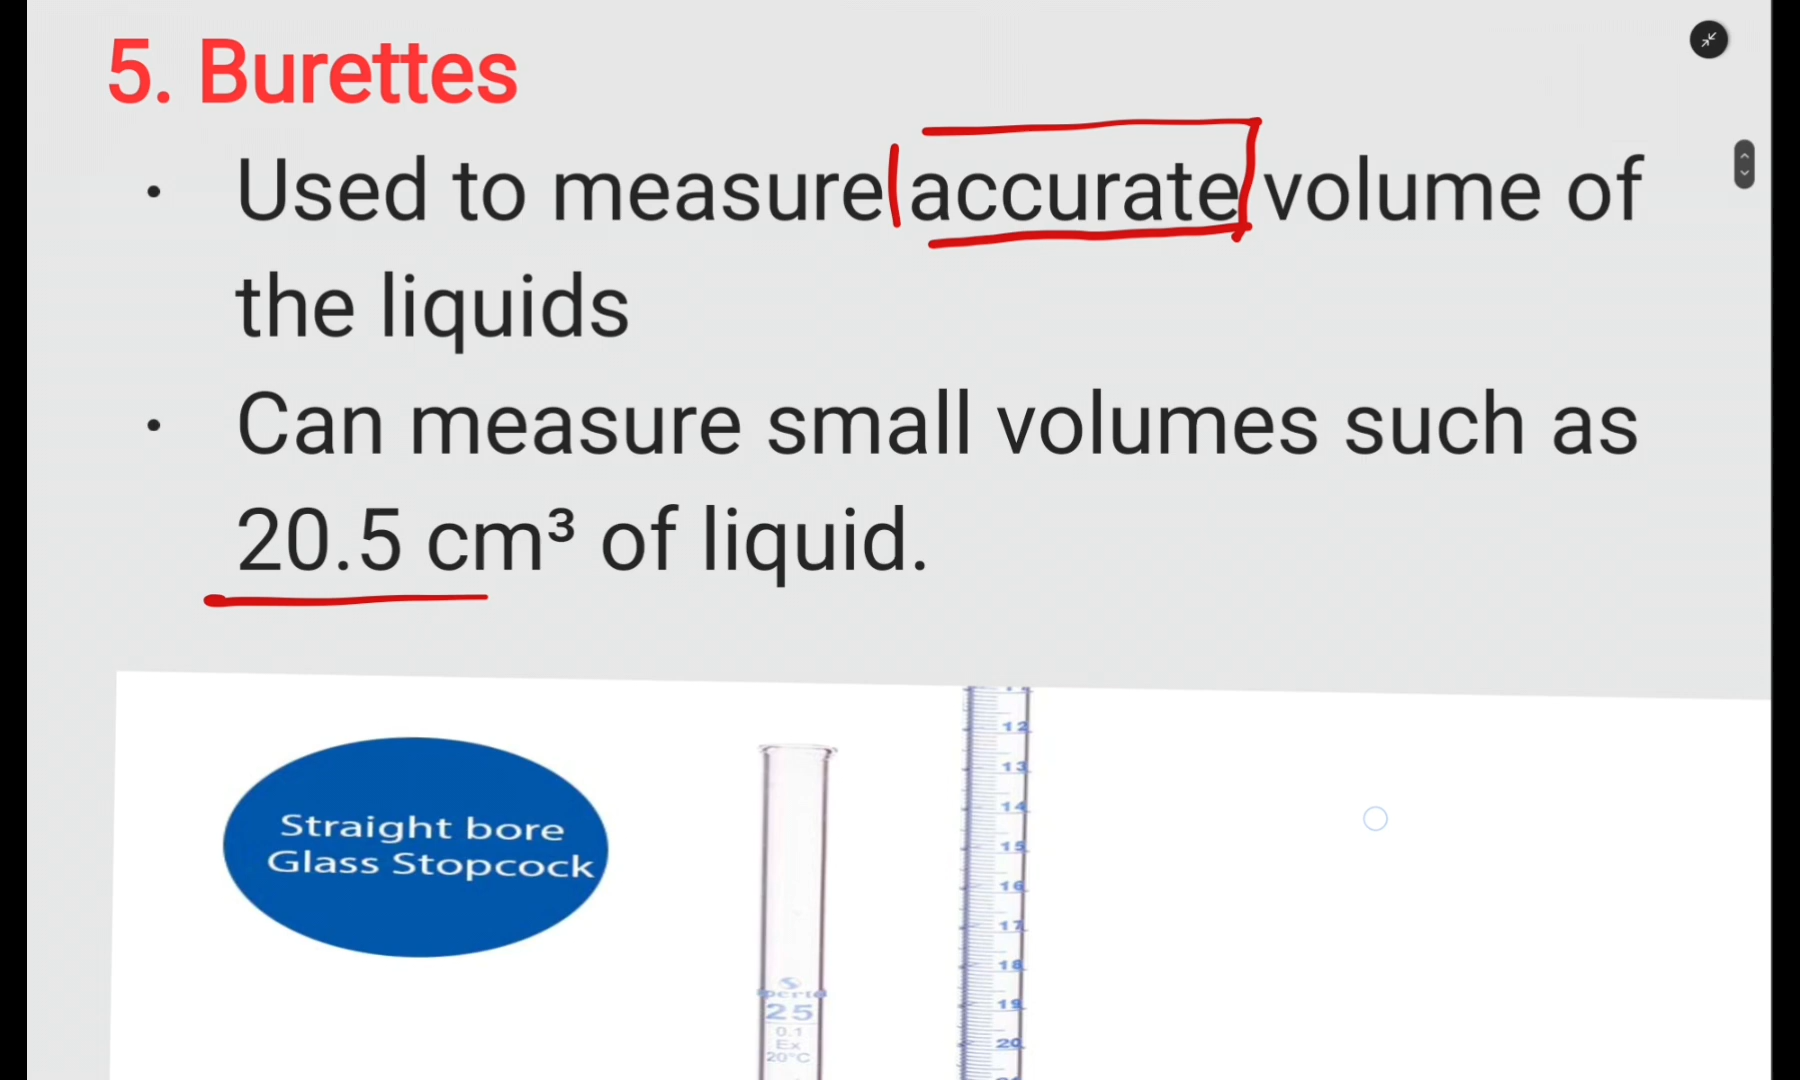 5. Burettes
· Used to measure accurate volume of
the liquids
· Can measure small volumes such as
20.5 cm³ of liquid.
Straight bore
Glass Stopcock
12
13
14
15
16
17
18
19
20
25
0.1
Ex
20°C